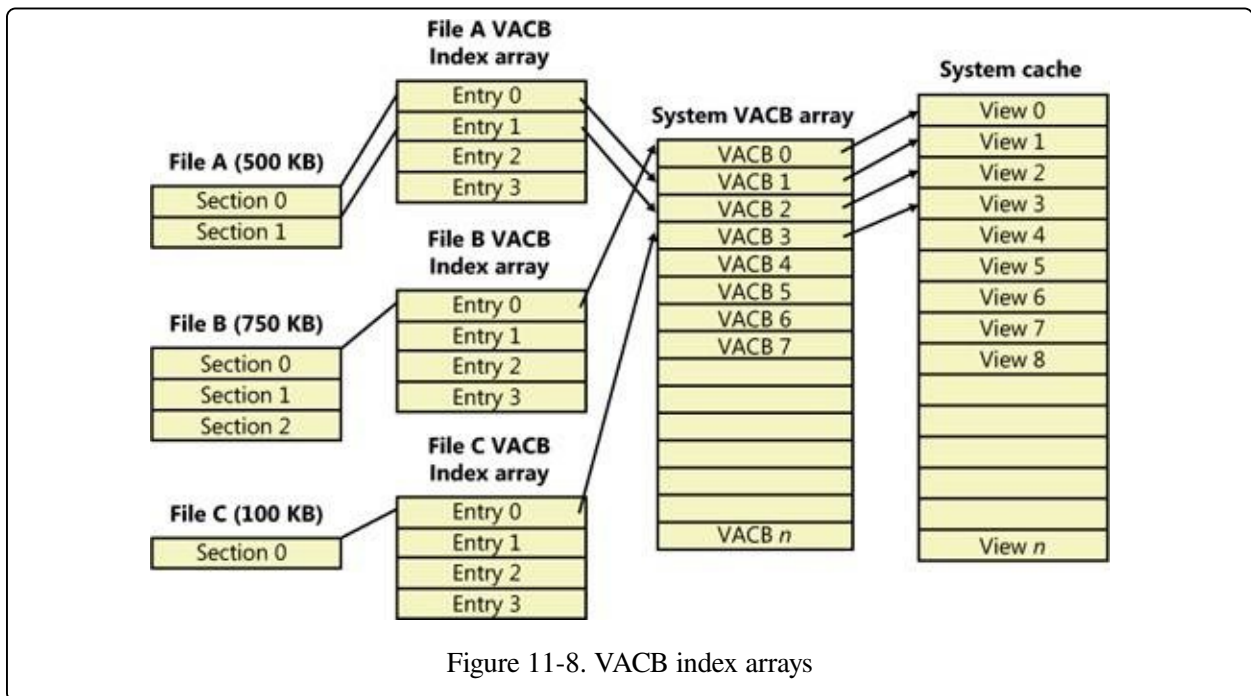 File A (500 KB)
Section 0
Section 1
File B (750 KB)
Section 0
Section 1
Section 2
File C (100 KB)
Section 0
File A VACB
Index array
Entry 0
Entry 1
Entry 2
Entry 3
File B VACB
Index array
Entry 0
Entry 1
Entry 2
Entry 3
File C VACB
Index array
Entry 0
Entry 1
Entry 2
Entry 3
System VACB array
VACB 0
VACB 1
VACB 2
VACB 3
VACB 4
VACB 5
VACB 6
VACB 7
VACB n
System cache
View 0
View 1
View 2
View 3
View 4
View 5
View 6
View 7
View 8
View n
Figure 11-8. VACB index arrays